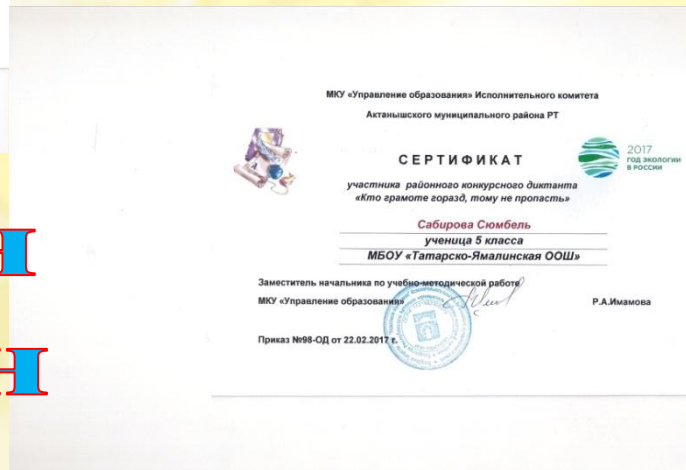 МКУ «Управление образования» Исполнительного комитета
Актанышского муниципального района РТ
СЕРТИФИКАТ
2017
ГОД ЭКОЛОГИИ
В РОССИИ
участника районного конкурсного диктанта
«Кто грамоте горазд, тому не пропасть»
Сабирова Сюмбель
ученица 5 класса
МБОУ «Татарско-Ямалинская ООШ»
Заместитель начальника по учебно-методической работе
МКУ «Управление образования»
Р.А.Имамова
Приказ №98-ОД от 22.02.2017 г.
н
н